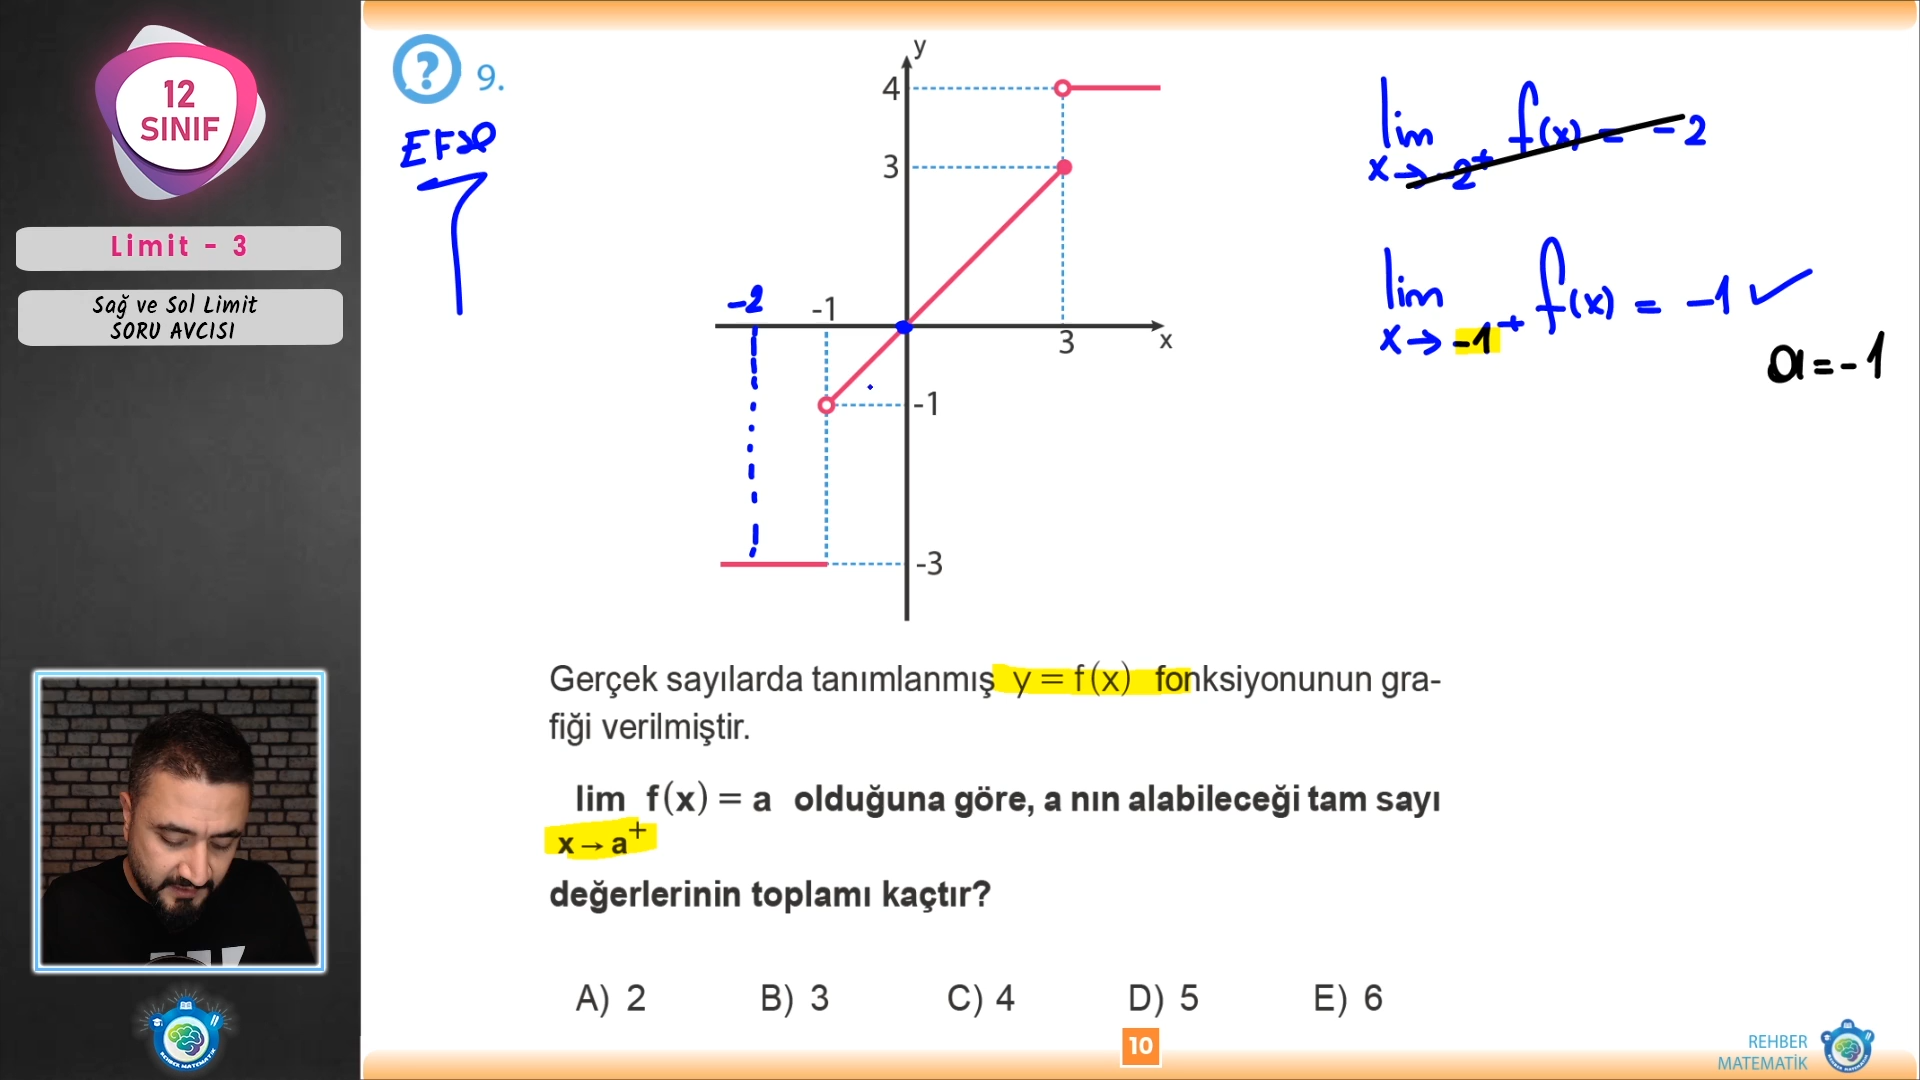 12
SINIF
Limit - 3
Sağ ve Sol Limit
SORU AVCISI
9.
y
4
3
-2
-1
3
x
-1
-3
lim f(x) = -2
x → -2⁺
lim f(x) = -1 ✓
x → -1⁺
a = -1
Gerçek sayılarda tanımlanmış y = f(x) fonksiyonunun gra-
fiği verilmiştir.
lim f(x) = a olduğuna göre, a nın alabileceği tam sayı
x → a⁺
değerlerinin toplamı kaçtır?
A) 2 B) 3 C) 4 D) 5 E) 6
10
REHBER
MATEMATİK
REHBER MATEMATİK